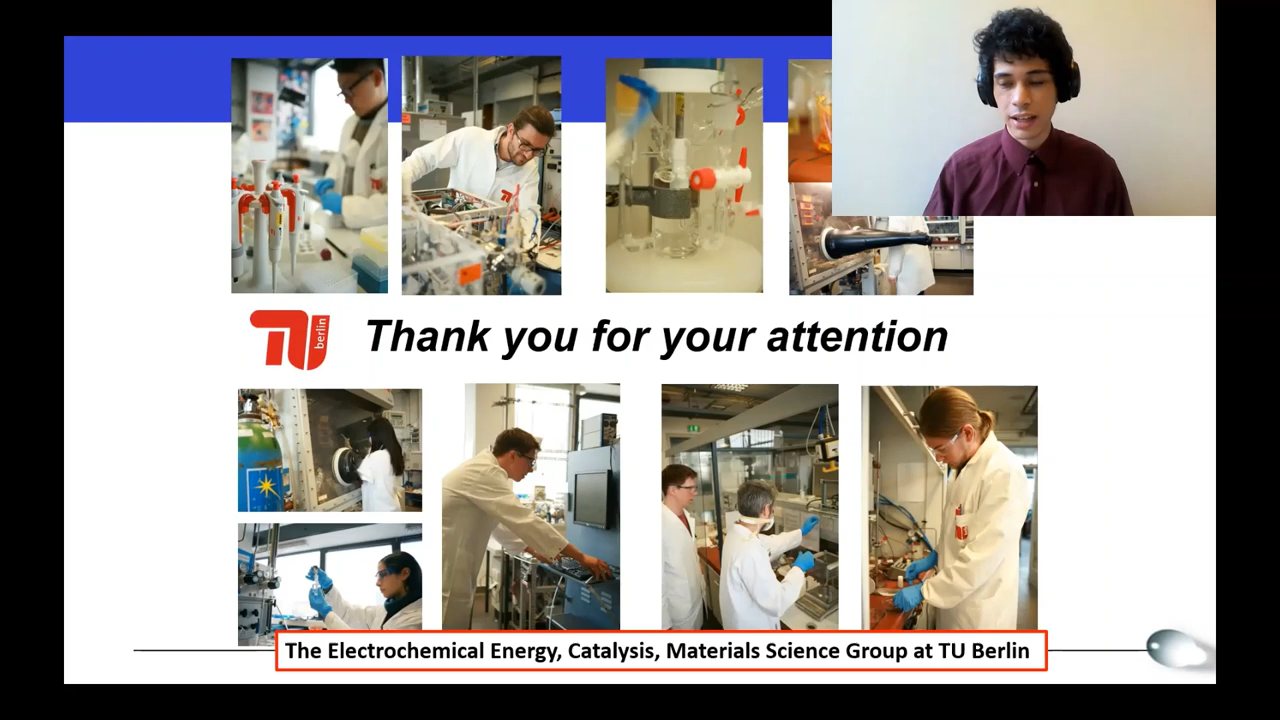 TU
berlin
Thank you for your attention
The Electrochemical Energy, Catalysis, Materials Science Group at TU Berlin